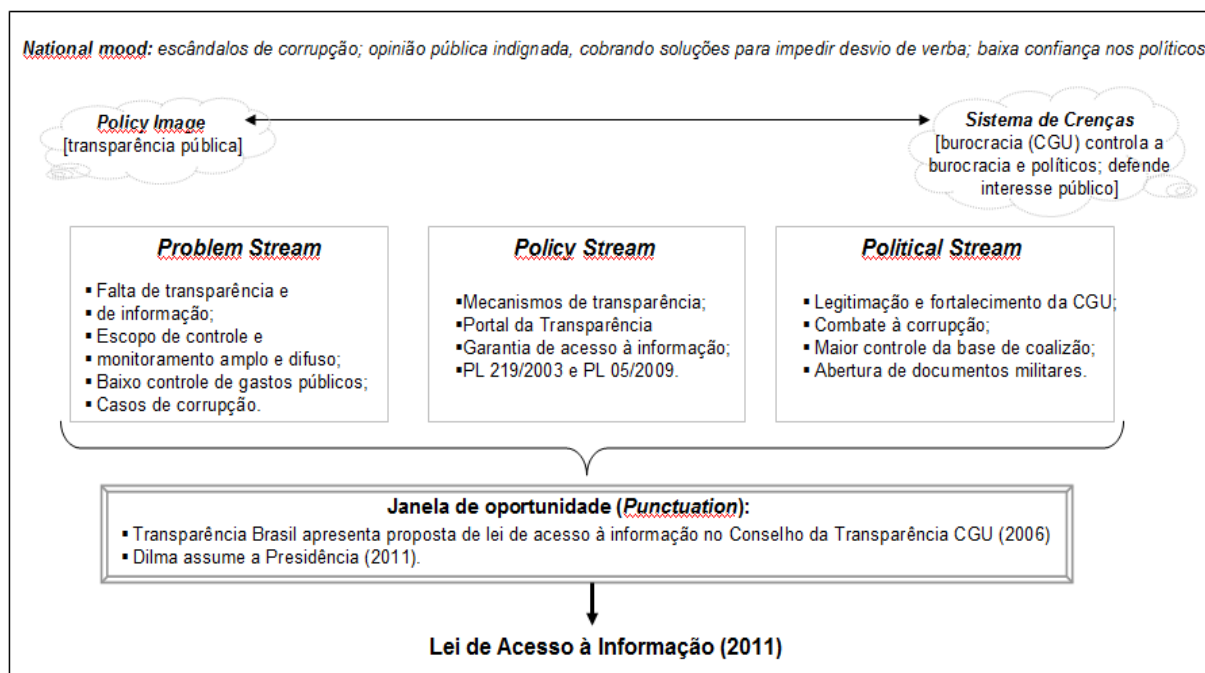 National mood: escândalos de corrupção; opinião pública indignada, cobrando soluções para impedir desvio de verba; baixa confiança nos políticos
Policy Image
[transparência pública]
Sistema de Crenças
[burocracia (CGU) controla a
burocracia e políticos; defende
interesse público]
Problem Stream
▪ Falta de transparência e
▪ de informação;
▪ Escopo de controle e
▪ monitoramento amplo e difuso;
▪ Baixo controle de gastos públicos;
▪ Casos de corrupção.
Policy Stream
▪Mecanismos de transparência;
▪Portal da Transparência
▪Garantia de acesso à informação;
▪PL 219/2003 e PL 05/2009.
Political Stream
▪ Legitimação e fortalecimento da CGU;
▪ Combate à corrupção;
▪ Maior controle da base de coalizão;
▪ Abertura de documentos militares.
Janela de oportunidade (Punctuation):
▪ Transparência Brasil apresenta proposta de lei de acesso à informação no Conselho da Transparência CGU (2006)
▪ Dilma assume a Presidência (2011).
Lei de Acesso à Informação (2011)